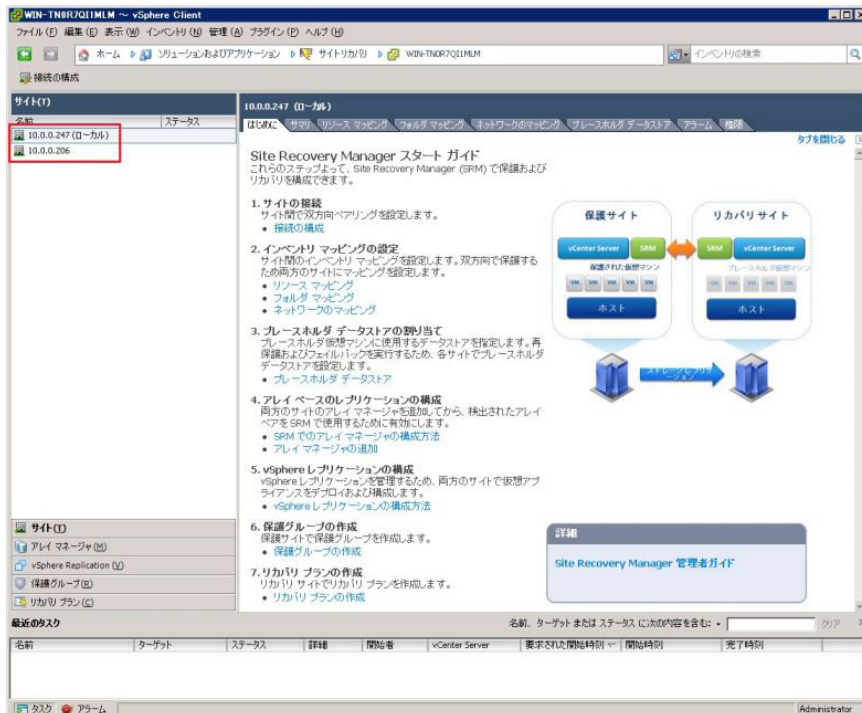 WIN-TN0R7QI1MLM ～ vSphere Client
ファイル(F) 編集(E) 表示(W) インベントリ(N) 管理(A) プラグイン(P) ヘルプ(H)
ホーム ソリューションおよびアプリケーション サイトリカバリ WIN-TN0R7QI1MLM インベントリの検索
接続の構成
サイト(T)
名前 ステータス
10.0.0.247 (ローカル)
10.0.0.206
サイト(T)
アレイ マネージャ(M)
vSphere Replication (V)
保護グループ(R)
リカバリ プラン(C)
10.0.0.247 (ローカル)
はじめに サマリ リソース マッピング フォルダ マッピング ネットワークのマッピング プレースホルダ データストア アラーム 権限
タブを閉じる
Site Recovery Manager スタート ガイド
これらのステップよって、Site Recovery Manager (SRM) で保護および
リカバリを構成できます。
1. サイトの接続
サイト間で双方向ペアリングを設定します。
• 接続の構成
2. インベントリ マッピングの設定
サイト間のインベントリ マッピングを設定します。双方向で保護する
ため両方のサイトにマッピングを設定します。
• リソース マッピング
• フォルダ マッピング
• ネットワークのマッピング
3. プレースホルダ データストアの割り当て
プレースホルダ仮想マシンに使用するデータストアを指定します。再
保護およびフェイルバックを実行するため、各サイトでプレースホルダ
データストアを設定します。
• プレースホルダ データストア
4. アレイ ベースのレプリケーションの構成
両方のサイトのアレイ マネージャを追加してから、検出されたアレイ
ペアを SRM で使用するために有効にします。
• SRM でのアレイ マネージャの構成方法
• アレイ マネージャの追加
5. vSphere レプリケーションの構成
vSphere レプリケーションを管理するため、両方のサイトで仮想アプ
ライアンスをデプロイおよび構成します。
• vSphere レプリケーションの構成方法
6. 保護グループの作成
保護サイトで保護グループを作成します。
• 保護グループの作成
7. リカバリ プランの作成
リカバリ サイトでリカバリ プランを作成します。
• リカバリ プランの作成
保護サイト リカバリサイト
vCenter Server SRM SRM vCenter Server
保護された仮想マシン プレースホルダ仮想マシン
VM VM VM VM VM VM VM VM VM VM
ホスト ホスト
ストレージレプリケ
ーション
詳細
Site Recovery Manager 管理者ガイド
最近のタスク 名前、ターゲット または ステータス に次の内容を含む: クリア
名前 ターゲット ステータス 詳細 開始者 vCenter Server 要求された開始時刻 開始時刻 完了時刻
タスク アラーム Administrator